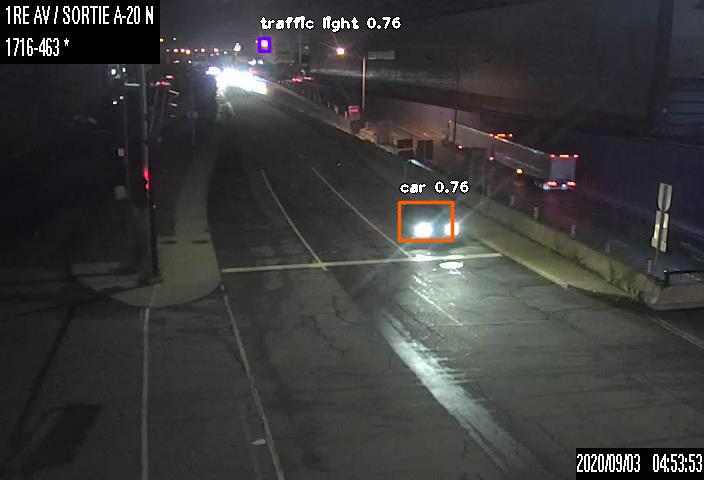 1RE AV / SORTIE A-20 N
1716-463 *
traffic light 0.76
car 0.76
2020/09/03 04:53:53